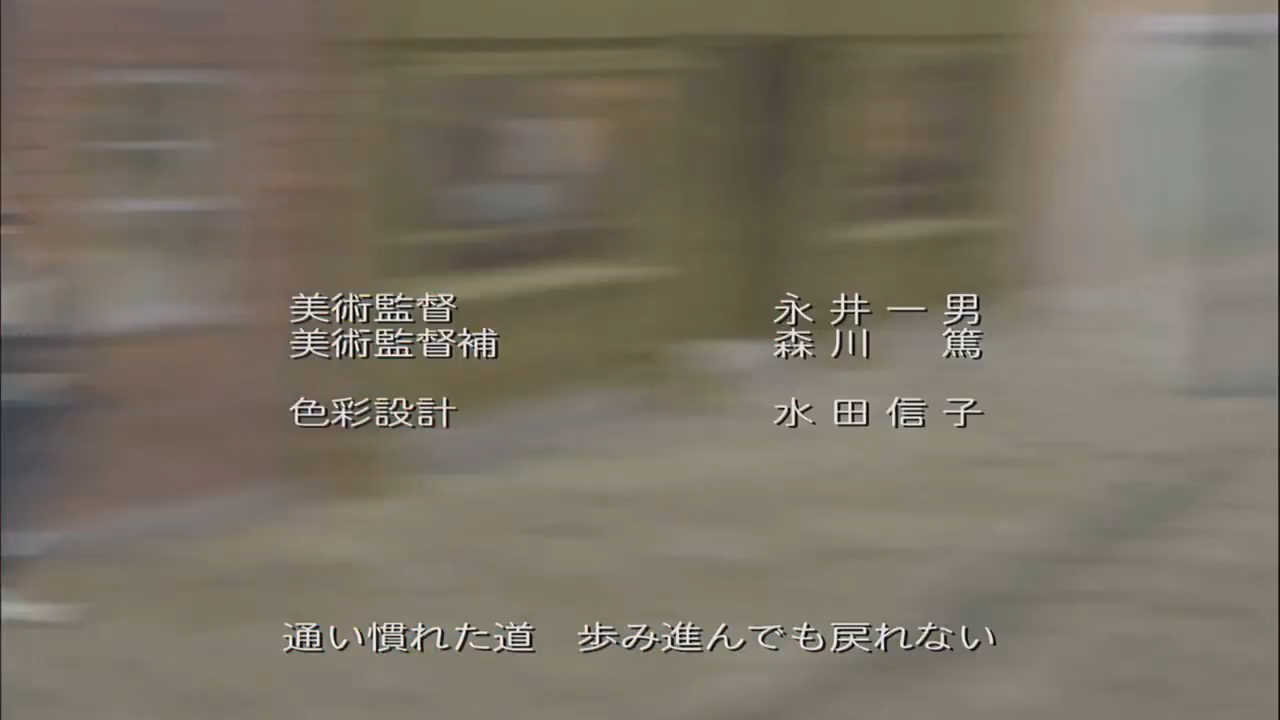 美術監督 永井一男
美術監督補 森川 篤
色彩設計 水田信子
通い慣れた道 歩み進んでも戻れない